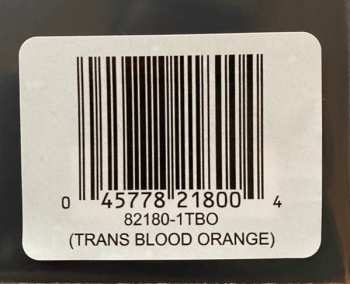 0 45778 21800 4
82180-1TBO
(TRANS BLOOD ORANGE)